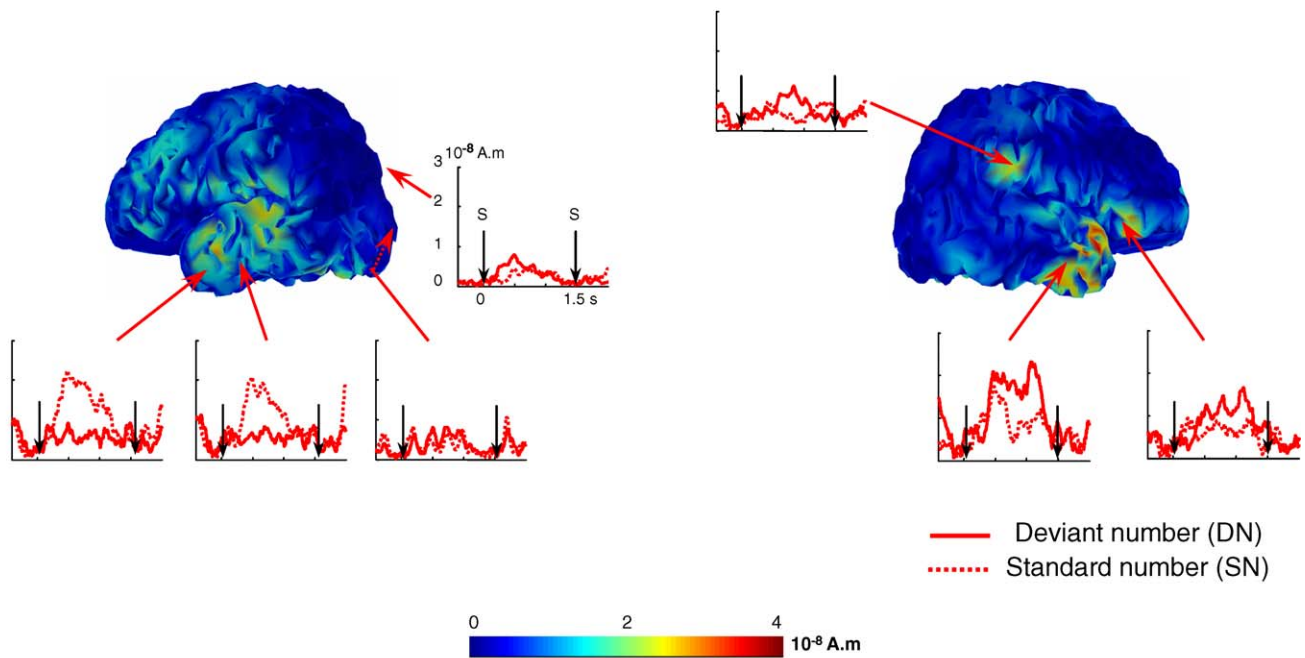 10-8 A.m
3
2
1
0
S
S
0
1.5 s
Deviant number (DN)
Standard number (SN)
0
2
4
10-8 A.m